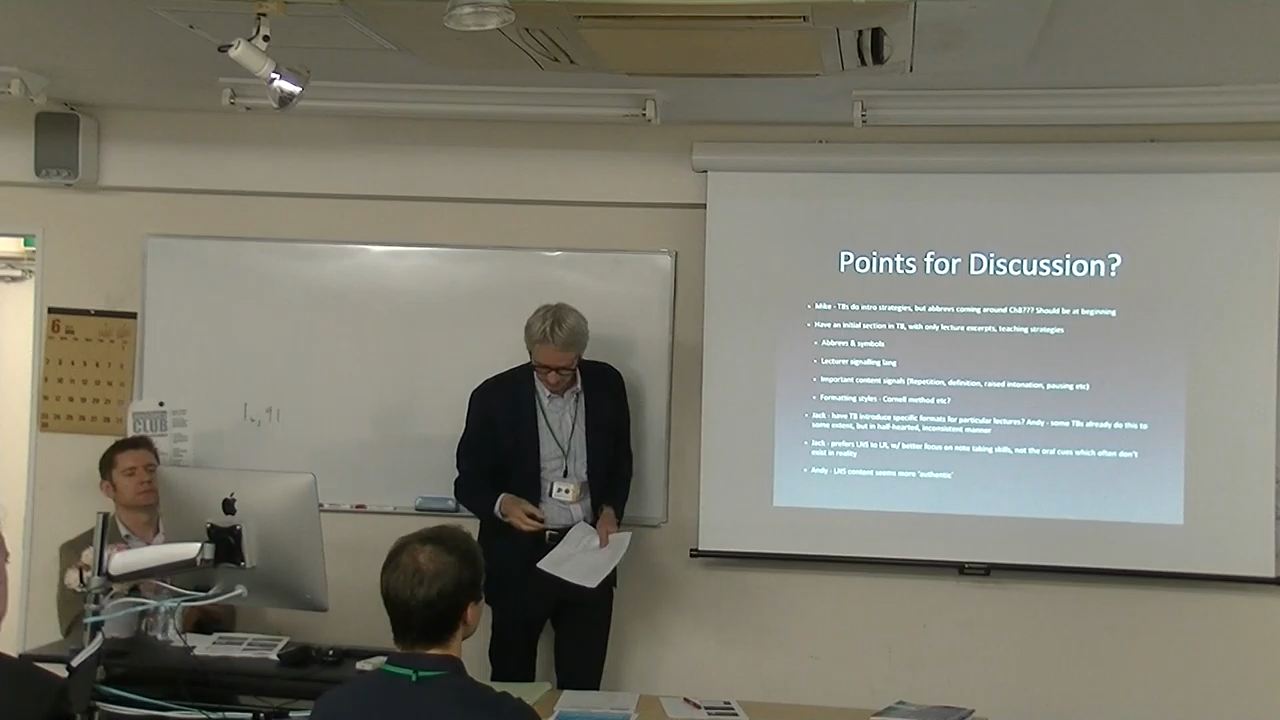 Points for Discussion?
• Mike - TBs do intro strategies, but abbrevs coming around Ch8??? Should be at beginning
• Have an initial section in TB, with only lecture excerpts, teaching strategies
• Abbrevs & symbols
• Lecturer signalling lang
• Important content signals (Repetition, definition, raised intonation, pausing etc)
• Formatting styles - Cornell method etc?
• Jack - have TB introduce specific formats for particular lectures? Andy - some TBs already do this to
some extent, but in half-hearted, inconsistent manner
• Jack - prefers LNS to LR, w/ better focus on note taking skills, not the oral cues which often don't
exist in reality
• Andy - LNS content seems more 'authentic'
6
CLUB